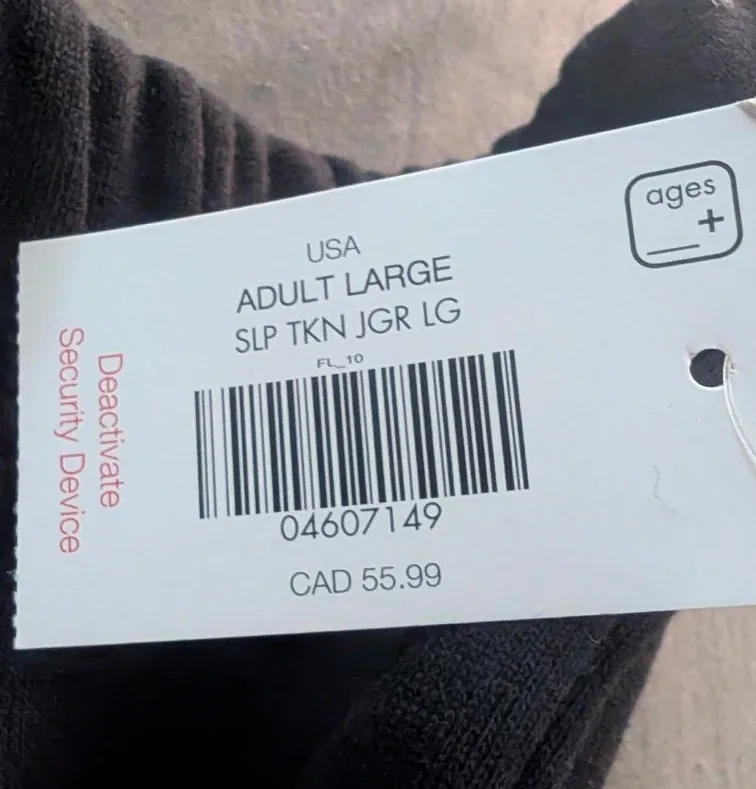 ages
+
USA
ADULT LARGE
SLP TKN JGR LG
FL_10
04607149
CAD 55.99
Deactivate
Security Device